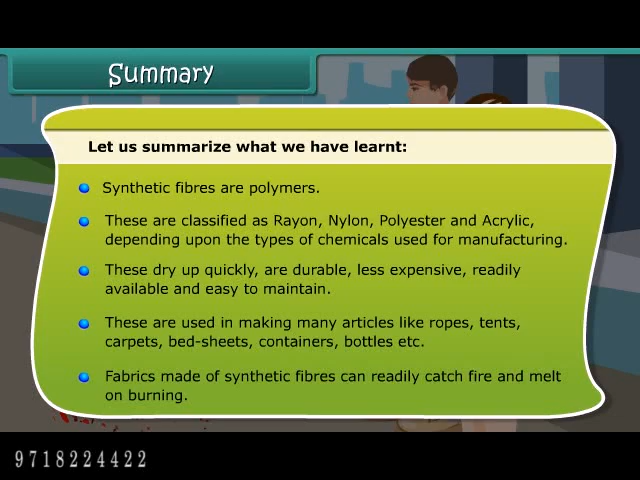 Summary
Let us summarize what we have learnt:
Synthetic fibres are polymers.
These are classified as Rayon, Nylon, Polyester and Acrylic,
depending upon the types of chemicals used for manufacturing.
These dry up quickly, are durable, less expensive, readily
available and easy to maintain.
These are used in making many articles like ropes, tents,
carpets, bed-sheets, containers, bottles etc.
Fabrics made of synthetic fibres can readily catch fire and melt
on burning.
9718224422